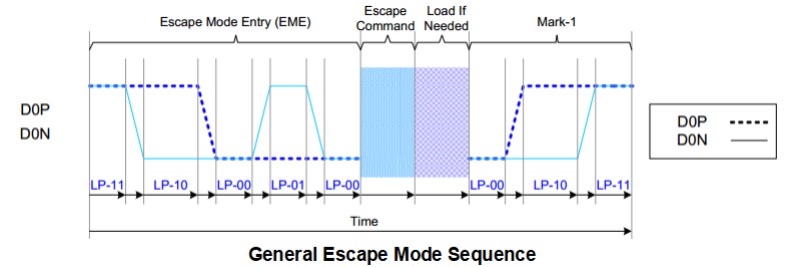 Escape Mode Entry (EME)
Escape
Command
Load If
Needed
Mark-1
D0P
D0N
LP-11
LP-10
LP-00
LP-01
LP-00
LP-00
LP-10
LP-11
D0P
D0N
Time
General Escape Mode Sequence